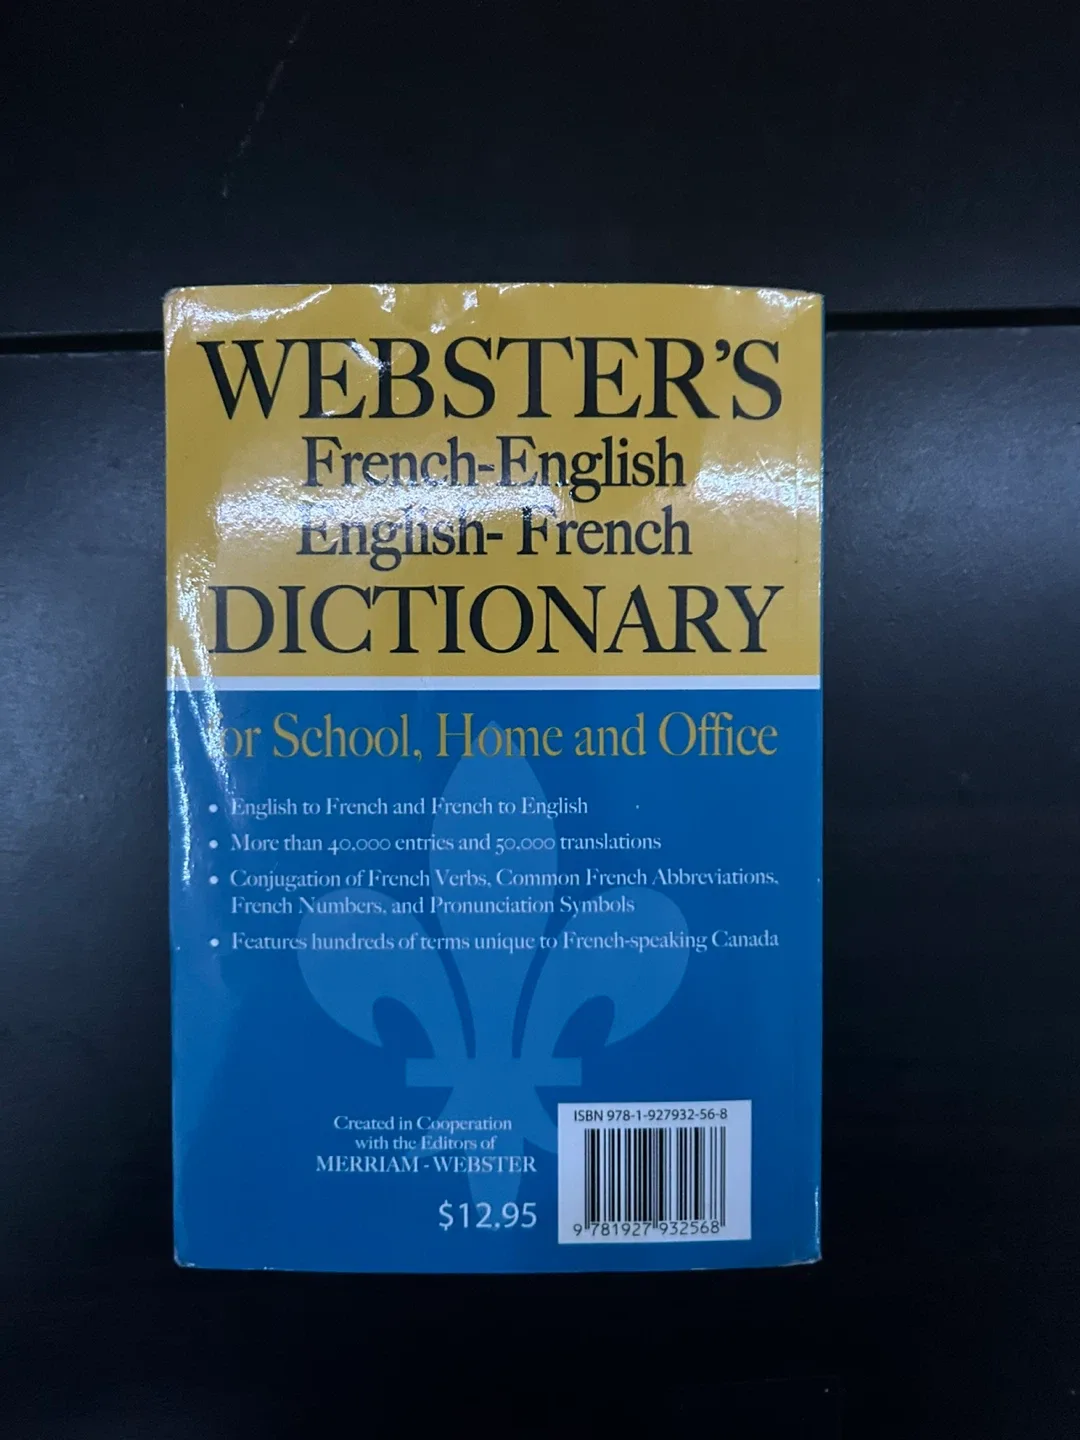 WEBSTER'S
French-English
English- French
DICTIONARY
or School, Home and Office
• English to French and French to English
• More than 40,000 entries and 50,000 translations
• Conjugation of French Verbs, Common French Abbreviations,
French Numbers, and Pronunciation Symbols
• Features hundreds of terms unique to French-speaking Canada
Created in Cooperation
with the Editors of
MERRIAM-WEBSTER
$12.95
ISBN 978-1-927932-56-8
9 781927 932568